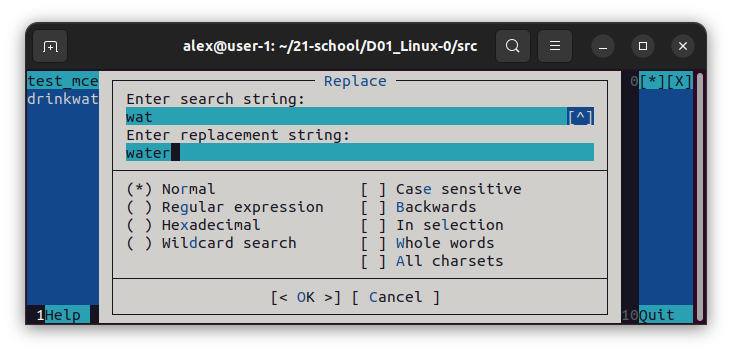 alex@user-1: ~/21-school/D01_Linux-0/src
Replace
test_mce
0[*][X]
Enter search string:
drinkwat
wat [^]
Enter replacement string:
water
(*) Normal [ ] Case sensitive
( ) Regular expression [ ] Backwards
( ) Hexadecimal [ ] In selection
( ) Wildcard search [ ] Whole words
[ ] All charsets
[< OK >] [ Cancel ]
1Help 10Quit